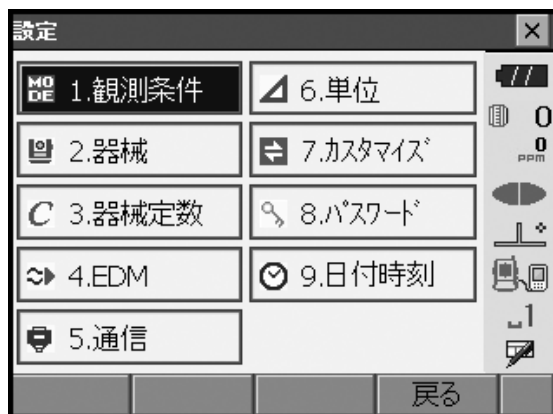 設定
MODE 1.観測条件
2.器械
C 3.器械定数
4.EDM
5.通信
6.単位
7.カスタマイズ
8.パスワード
9.日付時刻
0
0
PPM
1
戻る